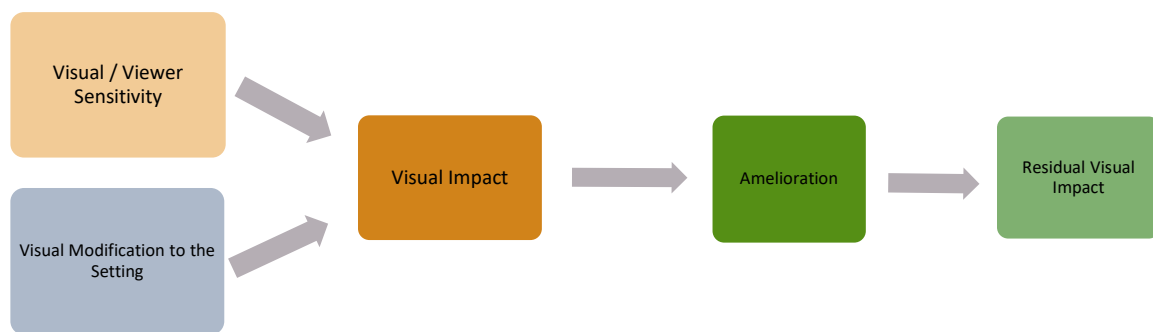 Visual / Viewer
Sensitivity
Visual Modification to the
Setting
Visual Impact
Amelioration
Residual Visual
Impact